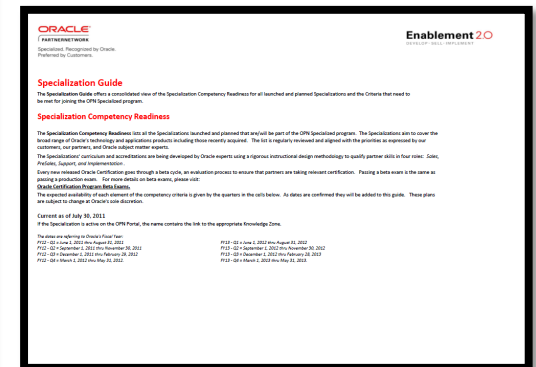 ORACLE
PARTNERNETWORK
Specialized. Recognized by Oracle.
Preferred by Customers.
Enablement 2.0
DEVELOP · SELL · IMPLEMENT
Specialization Guide
The Specialization Guide offers a consolidated view of the Specialization Competency Readiness for all launched and planned Specializations and the Criteria that need to
be met for joining the OPN Specialized program.
Specialization Competency Readiness
The Specialization Competency Readiness lists all the Specializations launched and planned that are/will be part of the OPN Specialized program. The Specializations aim to cover the
broad range of Oracle's technology and applications products including those recently acquired. The list is regularly reviewed and aligned with the priorities as expressed by our
customers, our partners, and Oracle subject matter experts.
The Specializations' curriculum and accreditations are being developed by Oracle experts using a rigorous instructional design methodology to qualify partner skills in four roles: Sales,
PreSales, Support, and Implementation.
Every new released Oracle Certification goes through a beta cycle, an evaluation process to ensure that partners are taking relevant certification. Passing a beta exam is the same as
passing a production exam. For more details on beta exams, please visit:
Oracle Certification Program Beta Exams.
The expected availability of each element of the competency criteria is given by the quarters in the cells below. As dates are confirmed they will be added to this guide. These plans
are subject to change at Oracle's sole discretion.
Current as of July 30, 2011
If the Specialization is active on the OPN Portal, the name contains the link to the appropriate Knowledge Zone.
The dates are referring to Oracle's Fiscal Year:
FY12 - Q1 = June 1, 2011 thru August 31, 2011
FY12 - Q2 = September 1, 2011 thru November 30, 2011
FY12 - Q3 = December 1, 2011 thru February 29, 2012
FY12 - Q4 = March 1, 2012 thru May 31, 2012.
FY13 - Q1 = June 1, 2012 thru August 31, 2012
FY13 - Q2 = September 1, 2012 thru November 30, 2012
FY13 - Q3 = December 1, 2012 thru February 28, 2013
FY13 - Q4 = March 1, 2013 thru May 31, 2013.